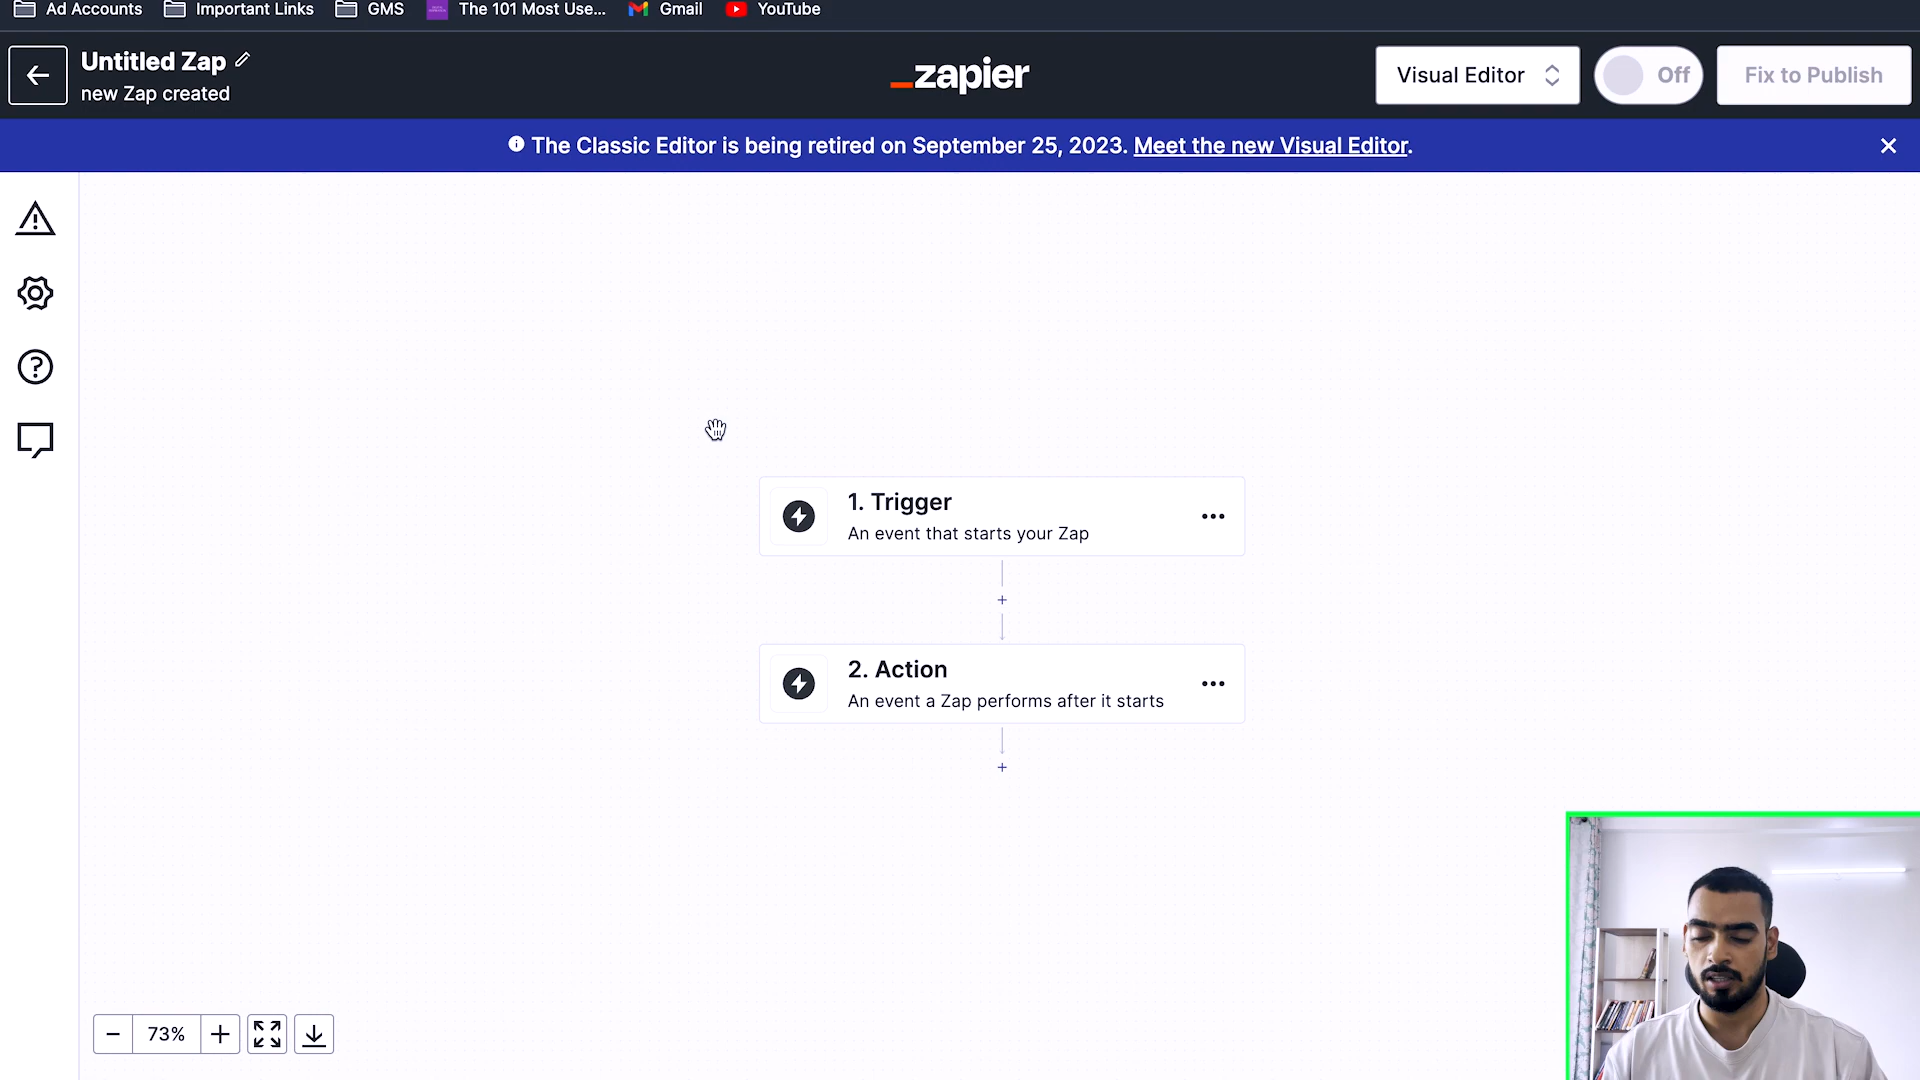 Ad Accounts
Important Links
GMS
The 101 Most Use...
Gmail
YouTube
Untitled Zap
new Zap created
_zapier
Visual Editor
Off
Fix to Publish
The Classic Editor is being retired on September 25, 2023. Meet the new Visual Editor.
1. Trigger
An event that starts your Zap
+
2. Action
An event a Zap performs after it starts
+
73%